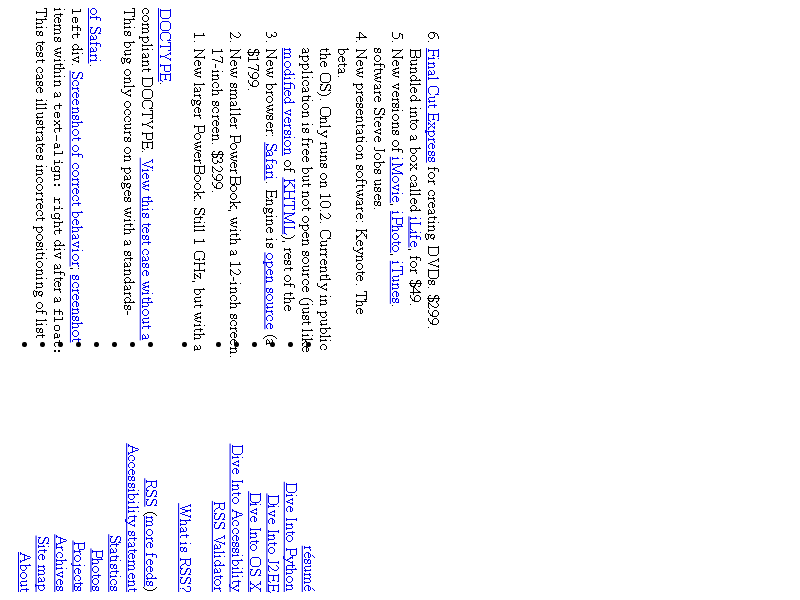 This test case illustrates incorrect positioning of list
items within a text-align: right div after a float:
left div. Screenshot of correct behavior, screenshot
of Safari.
This bug only occurs on pages with a standards-
compliant DOCTYPE. View this test case without a
DOCTYPE.
1. New larger PowerBook. Still 1 GHz, but with a
17-inch screen. $3299.
2. New smaller PowerBook, with a 12-inch screen.
$1799.
3. New browser: Safari. Engine is open source (a
modified version of KHTML), rest of the
application is free but not open source (just like
the OS). Only runs on 10.2. Currently in public
beta.
4. New presentation software: Keynote. The
software Steve Jobs uses.
5. New versions of iMovie, iPhoto, iTunes.
Bundled into a box called iLife, for $49.
6. Final Cut Express for creating DVDs. $299.
About
Site map
Archives
Projects
Photos
Statistics
Accessibility statement
RSS (more feeds)
What is RSS?
RSS Validator
Dive Into Accessibility
Dive Into OS X
Dive Into J2EE
Dive Into Python
résumé